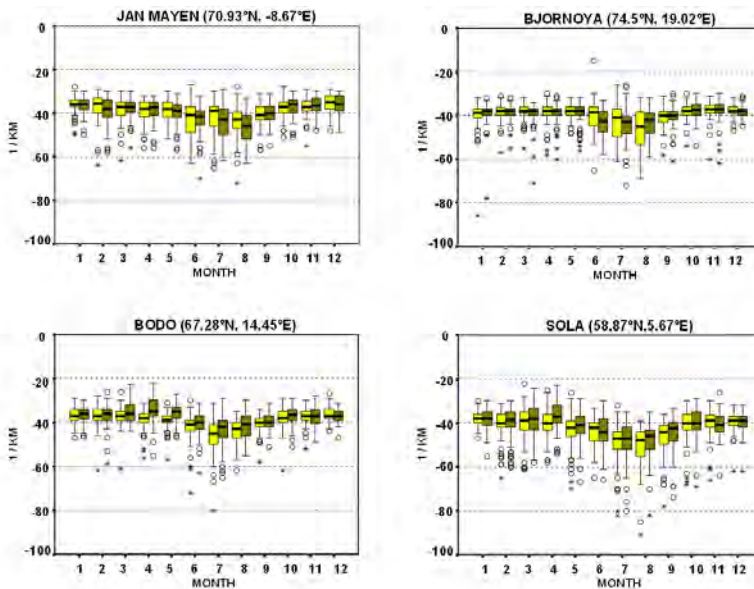 JAN MAYEN (70.93°N, -8.67°E)
0
-20
-40
-60
-80
-100
1 / KM
1 2 3 4 5 6 7 8 9 10 11 12
MONTH
BJORNOYA (74.5°N, 19.02°E)
0
-20
-40
-60
-80
-100
1 / KM
1 2 3 4 5 6 7 8 9 10 11 12
MONTH
BODO (67.28°N, 14.45°E)
0
-20
-40
-60
-80
-100
1 / KM
1 2 3 4 5 6 7 8 9 10 11 12
MONTH
SOLA (58.87°N,5.67°E)
0
-20
-40
-60
-80
-100
1 / KM
1 2 3 4 5 6 7 8 9 10 11 12
MONTH